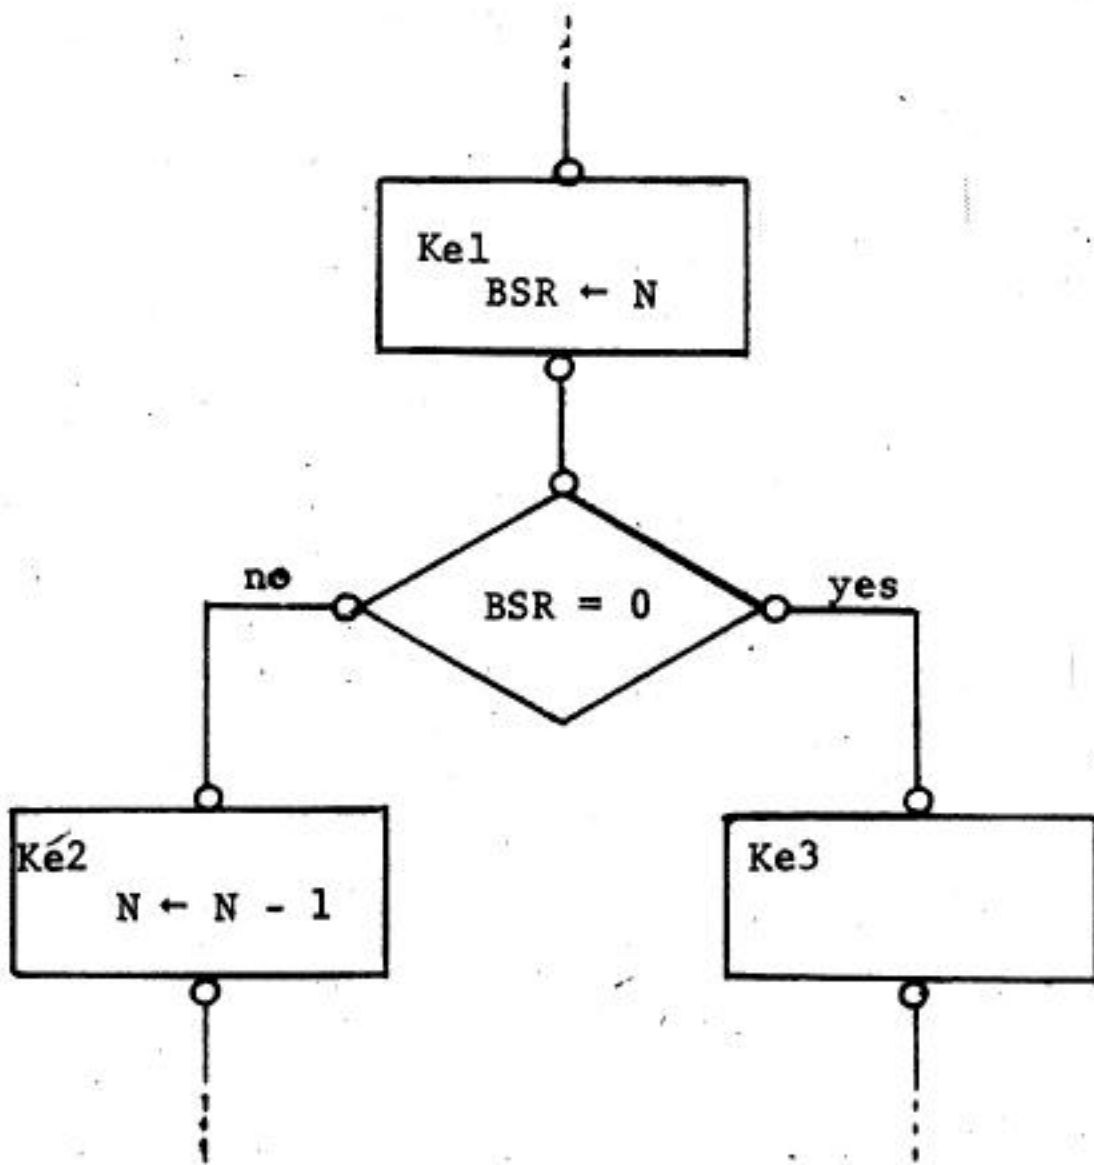 Ke1
BSR ← N
no
BSR = 0
yes
Ke2
N ← N - 1
Ke3